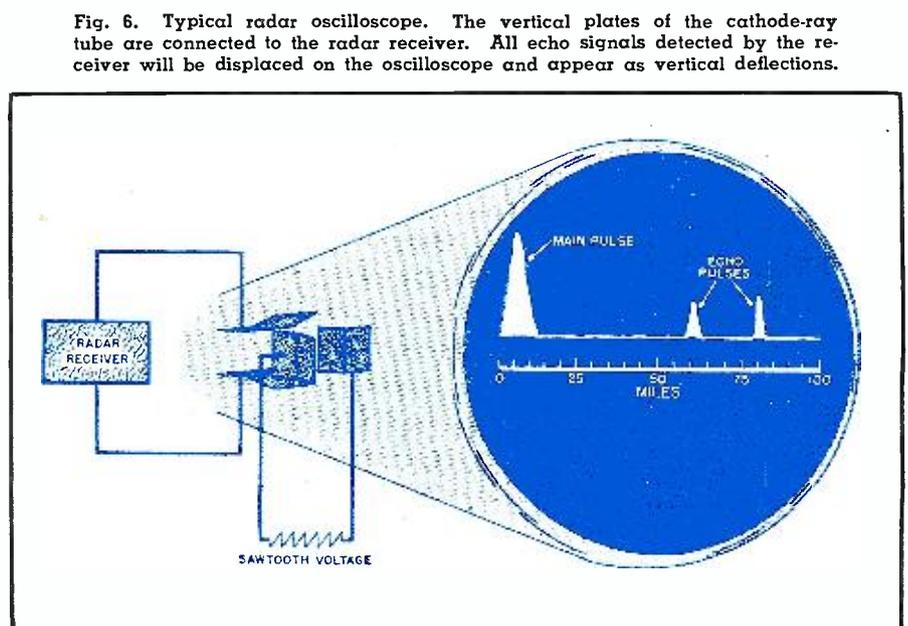 Fig. 6. Typical radar oscilloscope. The vertical plates of the cathode-ray
tube are connected to the radar receiver. All echo signals detected by the re-
ceiver will be displaced on the oscilloscope and appear as vertical deflections.
MAIN PULSE
ECHO
PULSES
RADAR
RECEIVER
0 25 50 75 100
MILES
SAWTOOTH VOLTAGE